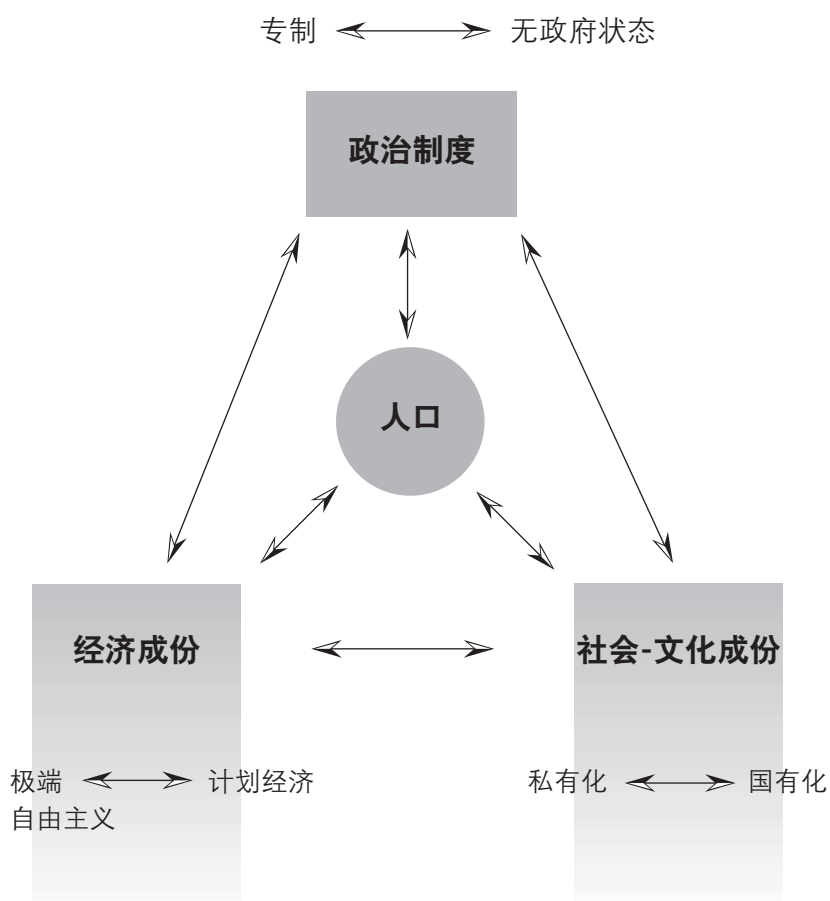 专制 无政府状态
政治制度
人口
经济成份
社会-文化成份
极端 计划经济
自由主义
私有化 国有化